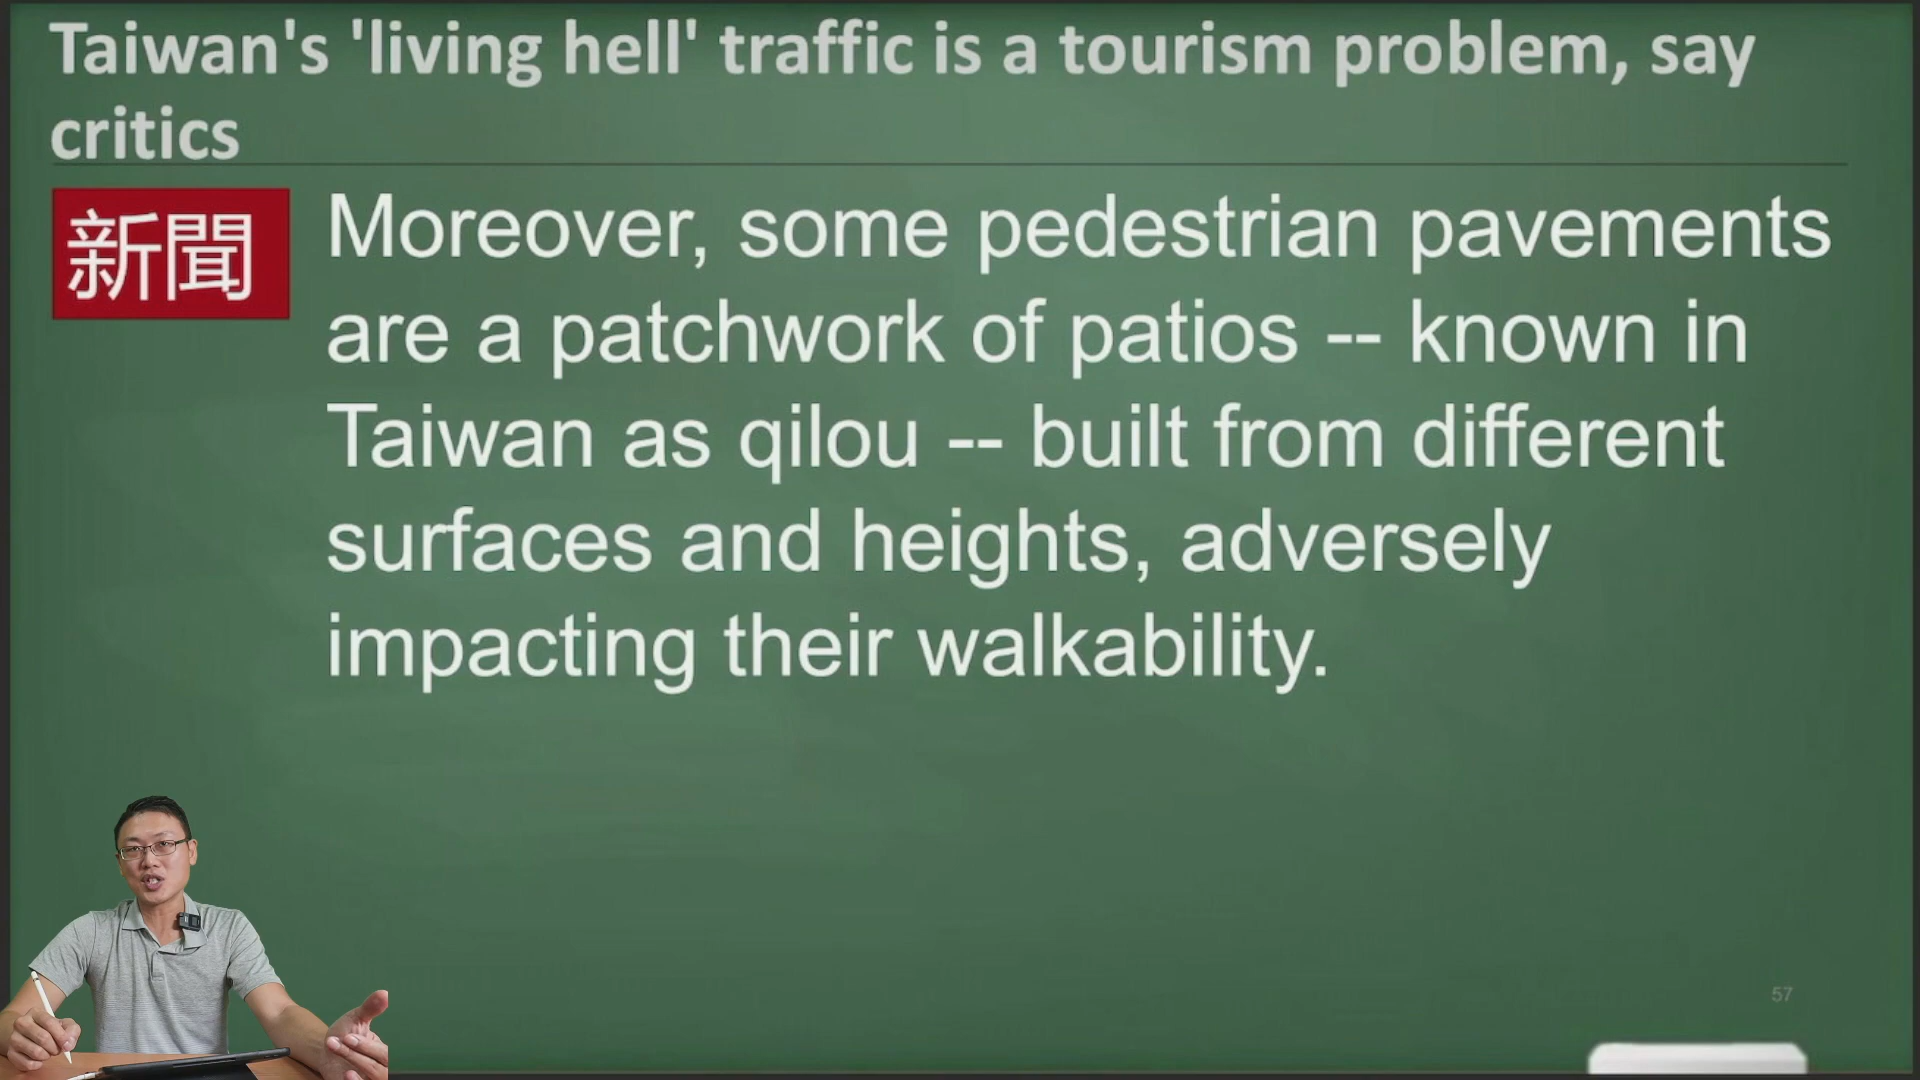 Taiwan's 'living hell' traffic is a tourism problem, say
critics
新聞
Moreover, some pedestrian pavements
are a patchwork of patios -- known in
Taiwan as qilou -- built from different
surfaces and heights, adversely
impacting their walkability.
57